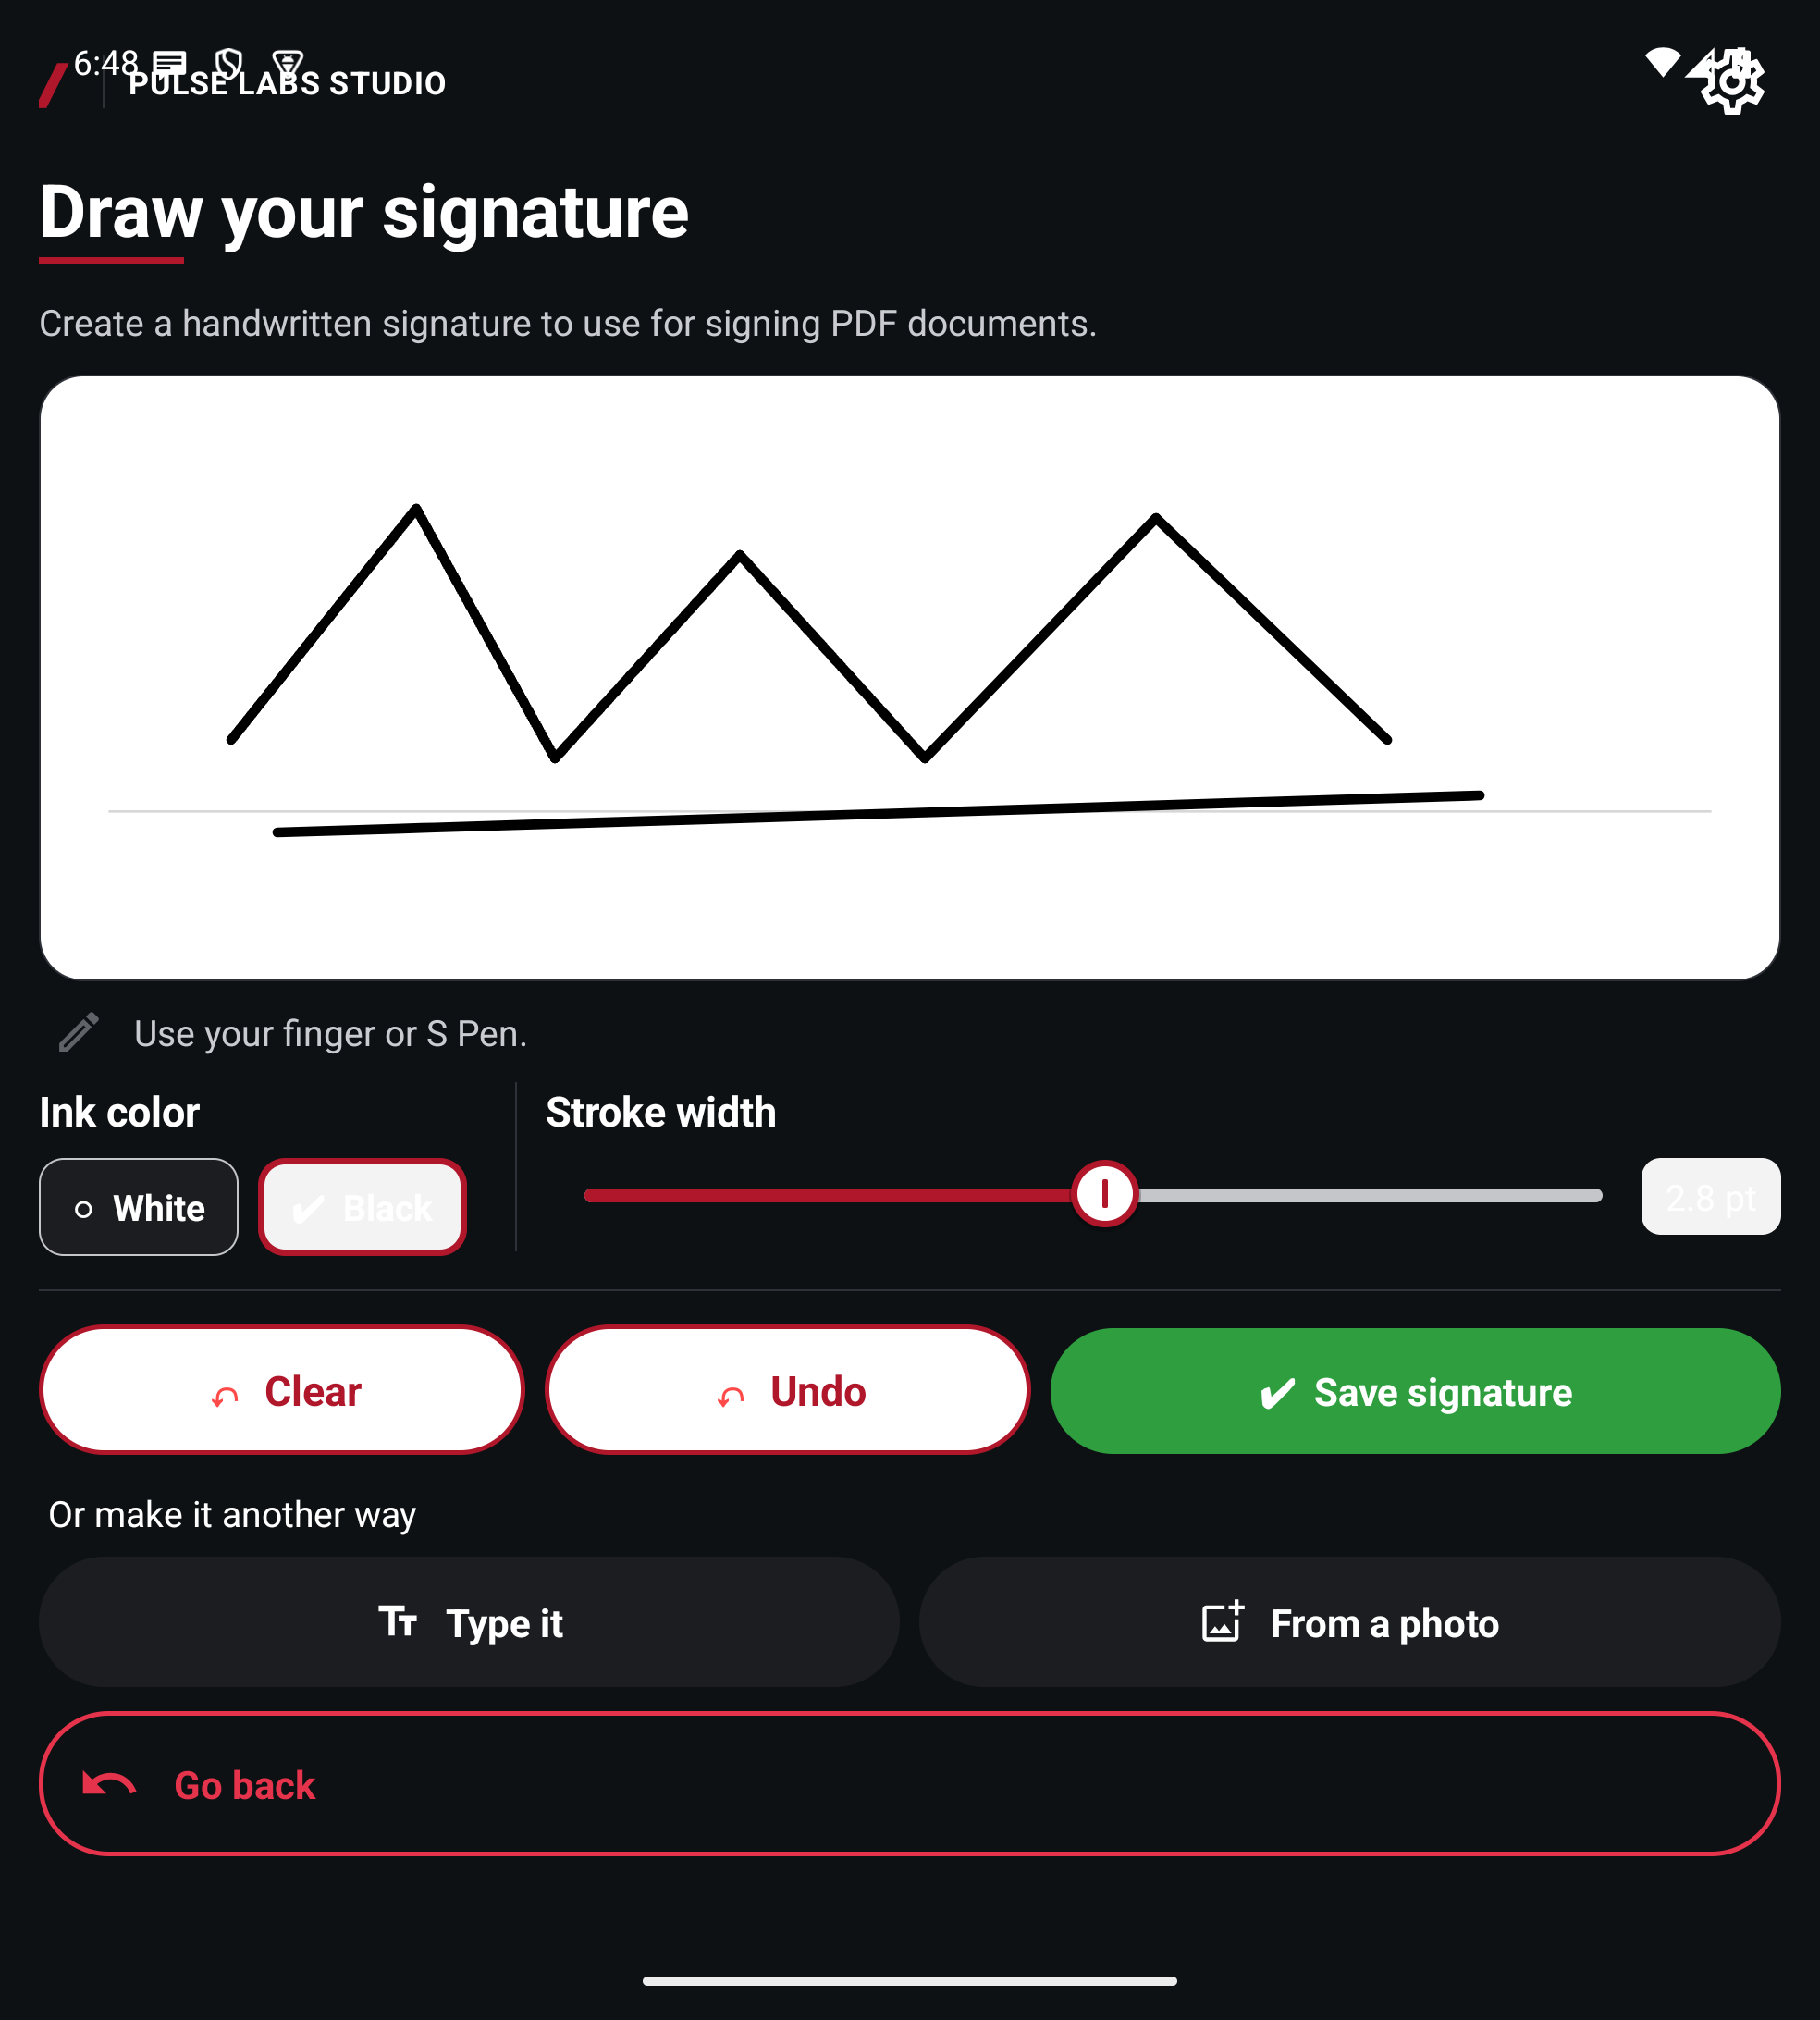 6:48
PULSE LABS STUDIO
Draw your signature
Create a handwritten signature to use for signing PDF documents.
Use your finger or S Pen.
Ink color
Stroke width
White
Black
2.8 pt
Clear
Undo
Save signature
Or make it another way
Type it
From a photo
Go back